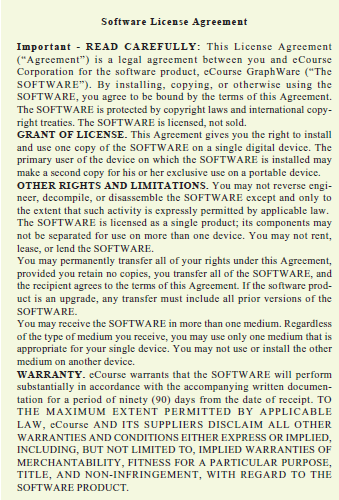 Software License Agreement
Important - READ CAREFULLY: This License Agreement
(“Agreement”) is a legal agreement between you and eCourse
Corporation for the software product, eCourse GraphWare (“The
SOFTWARE”). By installing, copying, or otherwise using the
SOFTWARE, you agree to be bound by the terms of this Agreement.
The SOFTWARE is protected by copyright laws and international copy-
right treaties. The SOFTWARE is licensed, not sold.
GRANT OF LICENSE. This Agreement gives you the right to install
and use one copy of the SOFTWARE on a single digital device. The
primary user of the device on which the SOFTWARE is installed may
make a second copy for his or her exclusive use on a portable device.
OTHER RIGHTS AND LIMITATIONS. You may not reverse engi-
neer, decompile, or disassemble the SOFTWARE except and only to
the extent that such activity is expressly permitted by applicable law.
The SOFTWARE is licensed as a single product; its components may
not be separated for use on more than one device. You may not rent,
lease, or lend the SOFTWARE.
You may permanently transfer all of your rights under this Agreement,
provided you retain no copies, you transfer all of the SOFTWARE, and
the recipient agrees to the terms of this Agreement. If the software prod-
uct is an upgrade, any transfer must include all prior versions of the
SOFTWARE.
You may receive the SOFTWARE in more than one medium. Regardless
of the type of medium you receive, you may use only one medium that is
appropriate for your single device. You may not use or install the other
medium on another device.
WARRANTY. eCourse warrants that the SOFTWARE will perform
substantially in accordance with the accompanying written documen-
tation for a period of ninety (90) days from the date of receipt. TO
THE MAXIMUM EXTENT PERMITTED BY APPLICABLE
LAW, eCourse AND ITS SUPPLIERS DISCLAIM ALL OTHER
WARRANTIES AND CONDITIONS EITHER EXPRESS OR IMPLIED,
INCLUDING, BUT NOT LIMITED TO, IMPLIED WARRANTIES OF
MERCHANTABILITY, FITNESS FOR A PARTICULAR PURPOSE,
TITLE, AND NON-INFRINGEMENT, WITH REGARD TO THE
SOFTWARE PRODUCT.